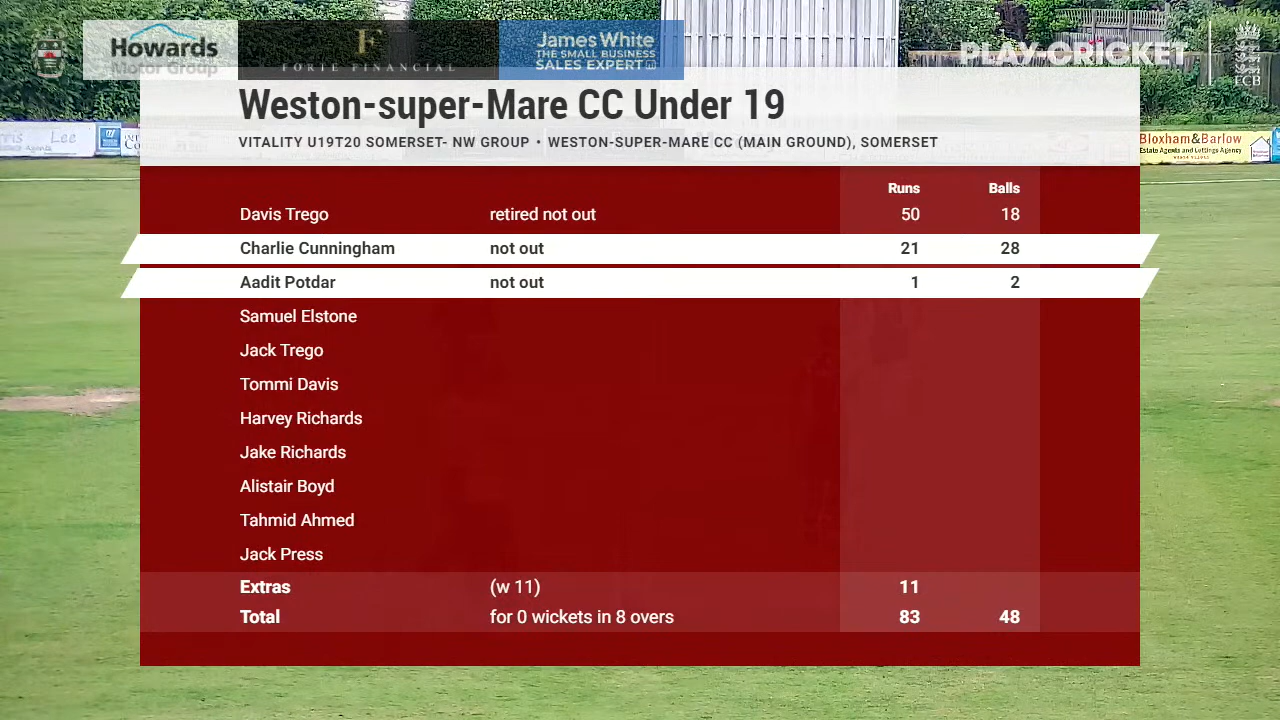 Howards
Motor Group
F
FORTE FINANCIAL
James White
THE SMALL BUSINESS
SALES EXPERT
PLAY-CRICKET
ECB
Weston-super-Mare CC Under 19
VITALITY U19T20 SOMERSET- NW GROUP • WESTON-SUPER-MARE CC (MAIN GROUND), SOMERSET
Lee
Bloxham&Barlow
Estate Agents and Lettings Agency
Runs Balls
Davis Trego retired not out 50 18
Charlie Cunningham not out 21 28
Aadit Potdar not out 1 2
Samuel Elstone
Jack Trego
Tommi Davis
Harvey Richards
Jake Richards
Alistair Boyd
Tahmid Ahmed
Jack Press
Extras (w 11) 11
Total for 0 wickets in 8 overs 83 48